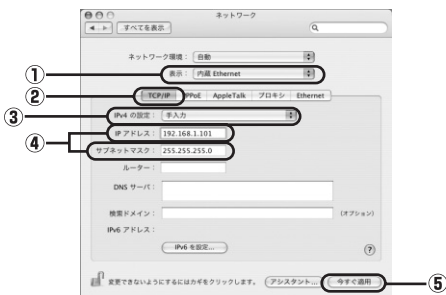 ネットワーク
すべてを表示
ネットワーク環境： 自動
① 表示： 内蔵 Ethernet
② TCP/IP PPPoE AppleTalk プロキシ Ethernet
③ IPv4 の設定： 手入力
④ IP アドレス： 192.168.1.101
サブネットマスク： 255.255.255.0
ルーター：
DNS サーバ：
検索ドメイン： (オプション)
IPv6 アドレス：
IPv6 を設定... ?
変更できないようにするにはカギをクリックします。 アシスタント... 今すぐ適用 ⑤